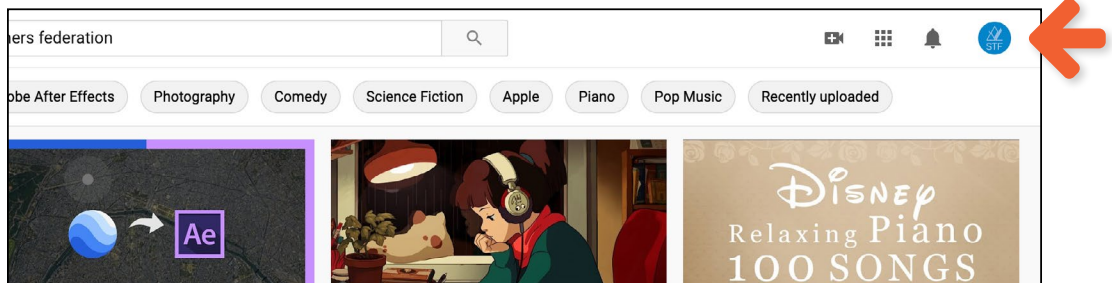 ners federation
STF
obe After Effects Photography Comedy Science Fiction Apple Piano Pop Music Recently uploaded
Ae
Disney
Relaxing Piano
100 SONGS